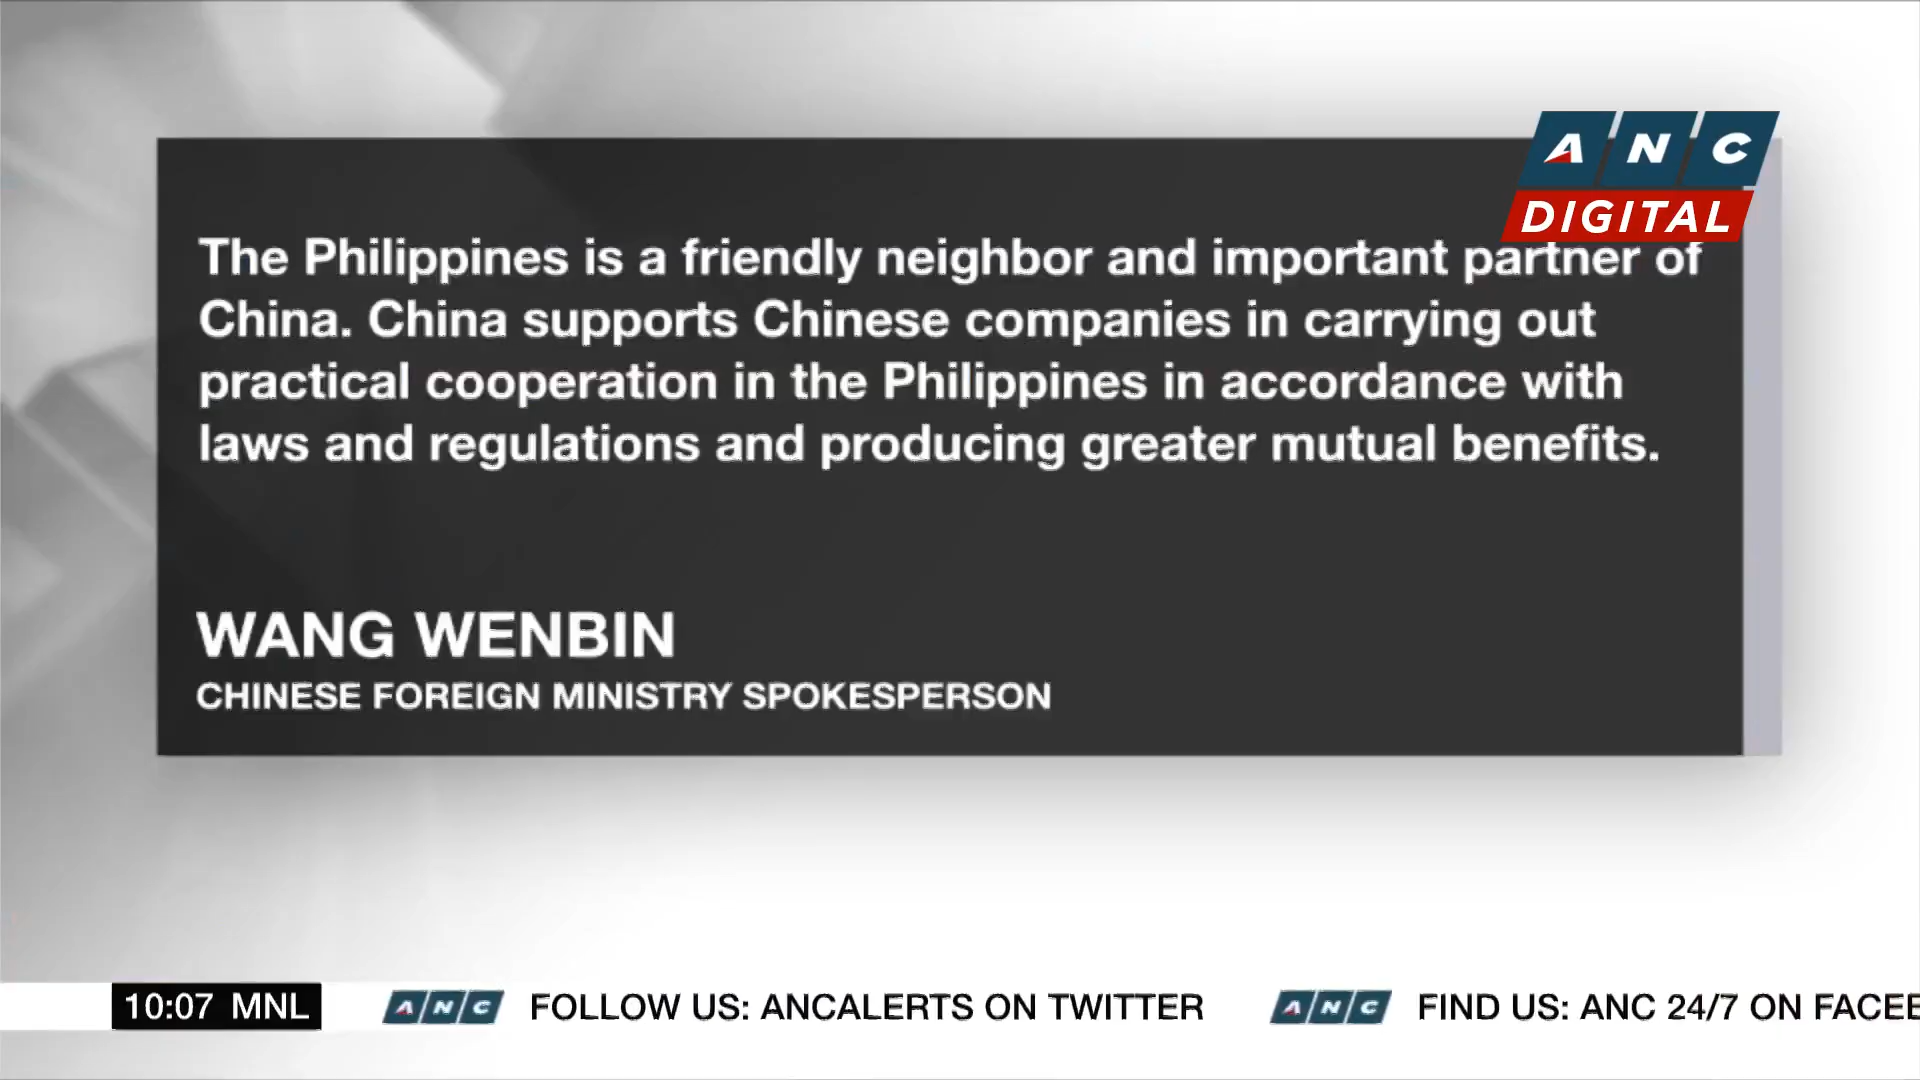 ANC
DIGITAL
The Philippines is a friendly neighbor and important partner of
China. China supports Chinese companies in carrying out
practical cooperation in the Philippines in accordance with
laws and regulations and producing greater mutual benefits.
WANG WENBIN
CHINESE FOREIGN MINISTRY SPOKESPERSON
10:07 MNL ANC FOLLOW US: ANCALERTS ON TWITTER ANC FIND US: ANC 24/7 ON